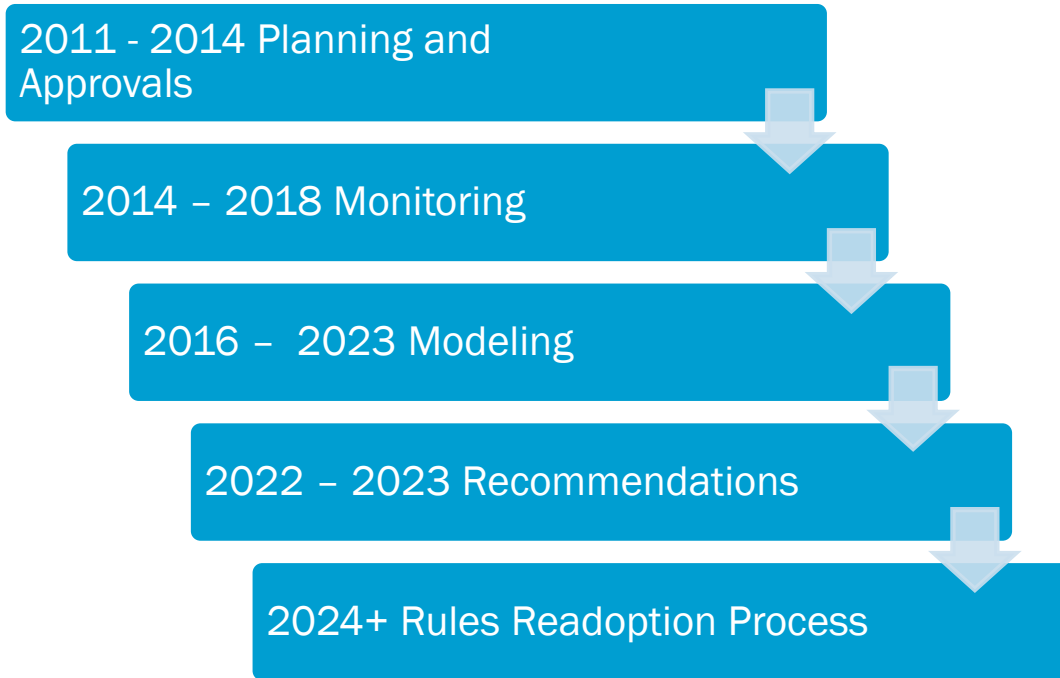 2011 - 2014 Planning and
Approvals
2014 – 2018 Monitoring
2016 –  2023 Modeling
2022 – 2023 Recommendations
2024+ Rules Readoption Process